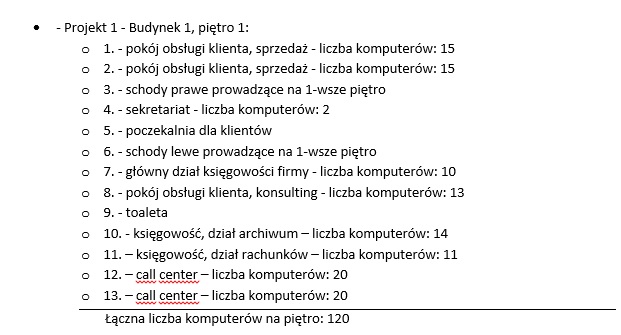 • - Projekt 1 - Budynek 1, piętro 1:
o 1. - pokój obsługi klienta, sprzedaż - liczba komputerów: 15
o 2. - pokój obsługi klienta, sprzedaż - liczba komputerów: 15
o 3. - schody prawe prowadzące na 1-wsze piętro
o 4. - sekretariat - liczba komputerów: 2
o 5. - poczekalnia dla klientów
o 6. - schody lewe prowadzące na 1-wsze piętro
o 7. - główny dział księgowości firmy - liczba komputerów: 10
o 8. - pokój obsługi klienta, konsulting - liczba komputerów: 13
o 9. - toaleta
o 10. - księgowość, dział archiwum – liczba komputerów: 14
o 11. – księgowość, dział rachunków – liczba komputerów: 11
o 12. – call center – liczba komputerów: 20
o 13. – call center – liczba komputerów: 20
Łączna liczba komputerów na piętro: 120